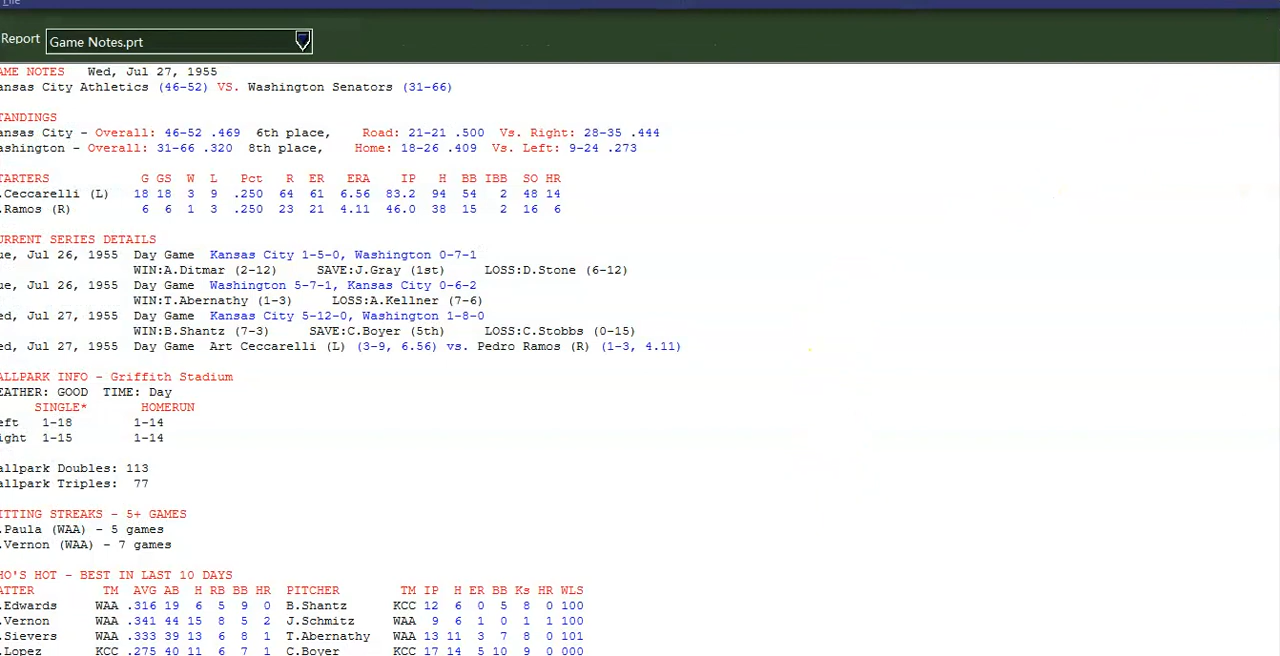 File
Report Game Notes.prt
AME NOTES Wed, Jul 27, 1955
ansas City Athletics (46-52) VS. Washington Senators (31-66)
TANDINGS
ansas City - Overall: 46-52 .469 6th place, Road: 21-21 .500 Vs. Right: 28-35 .444
ashington - Overall: 31-66 .320 8th place, Home: 18-26 .409 Vs. Left: 9-24 .273
TARTERS G GS W L Pct R ER ERA IP H BB IBB SO HR
.Ceccarelli (L) 18 18 3 9 .250 64 61 6.56 83.2 94 54 2 48 14
.Ramos (R) 6 6 1 3 .250 23 21 4.11 46.0 38 15 2 16 6
URRENT SERIES DETAILS
ue, Jul 26, 1955 Day Game Kansas City 1-5-0, Washington 0-7-1
WIN:A.Ditmar (2-12) SAVE:J.Gray (1st) LOSS:D.Stone (6-12)
ue, Jul 26, 1955 Day Game Washington 5-7-1, Kansas City 0-6-2
WIN:T.Abernathy (1-3) LOSS:A.Kellner (7-6)
ed, Jul 27, 1955 Day Game Kansas City 5-12-0, Washington 1-8-0
WIN:B.Shantz (7-3) SAVE:C.Boyer (5th) LOSS:C.Stobbs (0-15)
ed, Jul 27, 1955 Day Game Art Ceccarelli (L) (3-9, 6.56) vs. Pedro Ramos (R) (1-3, 4.11)
ALLPARK INFO - Griffith Stadium
EATHER: GOOD TIME: Day
SINGLE* HOMERUN
eft 1-18 1-14
ight 1-15 1-14
allpark Doubles: 113
allpark Triples: 77
ITTING STREAKS - 5+ GAMES
.Paula (WAA) - 5 games
.Vernon (WAA) - 7 games
HO'S HOT - BEST IN LAST 10 DAYS
ATTER TM AVG AB H RB BB HR PITCHER TM IP H ER BB Ks HR WLS
.Edwards WAA .316 19 6 5 9 0 B.Shantz KCC 12 6 0 5 8 0 100
.Vernon WAA .341 44 15 8 5 2 J.Schmitz WAA 9 6 1 0 1 1 100
.Sievers WAA .333 39 13 6 8 1 T.Abernathy WAA 13 11 3 7 8 0 101
.Lopez KCC .275 40 11 6 7 1 C.Boyer KCC 17 14 5 10 9 0 000